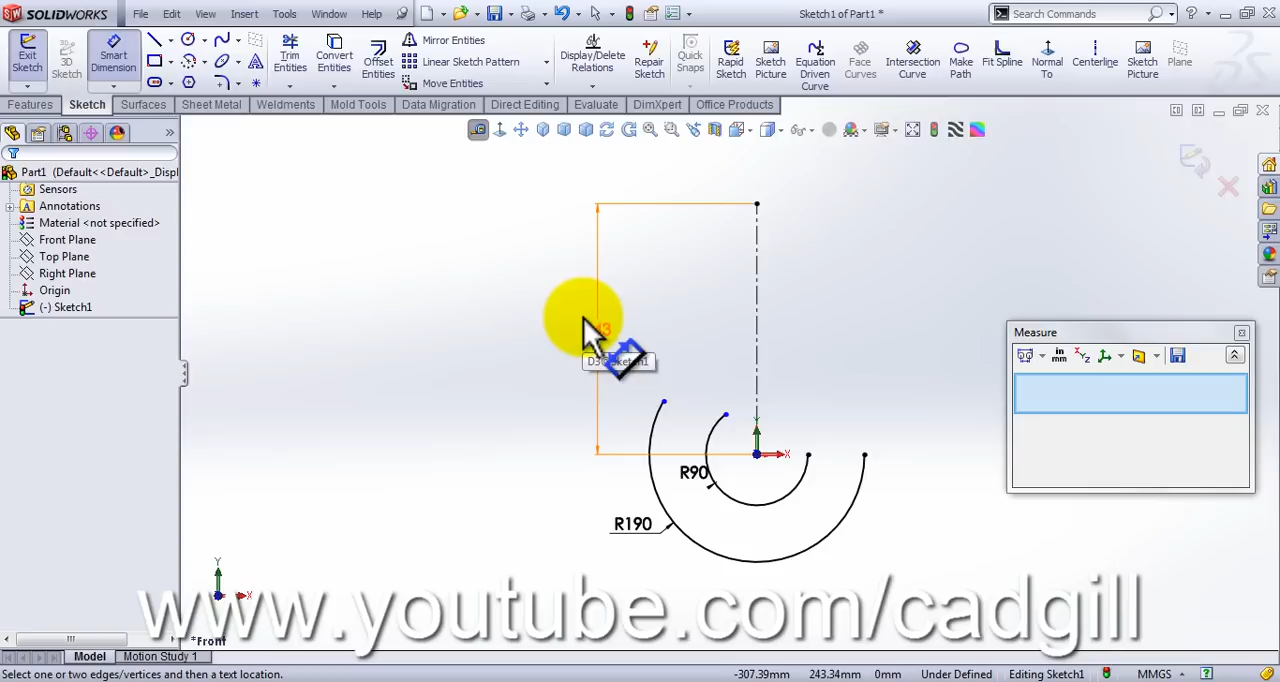 SOLIDWORKS
File Edit View Insert Tools Window Help
Sketch1 of Part1 *
Search Commands
Exit Sketch
3D Sketch
Smart Dimension
Trim Entities
Convert Entities
Offset Entities
Mirror Entities
Linear Sketch Pattern
Move Entities
Display/Delete Relations
Repair Sketch
Quick Snaps
Rapid Sketch
Sketch Picture
Equation Driven Curve
Face Curves
Intersection Curve
Make Path
Fit Spline
Normal To
Centerline
Sketch Picture
Plane
Features Sketch Surfaces Sheet Metal Weldments Mold Tools Data Migration Direct Editing Evaluate DimXpert Office Products
Part1 (Default<<Default>_Displ
Sensors
Annotations
Material <not specified>
Front Plane
Top Plane
Right Plane
Origin
(-) Sketch1
Measure
in
mm
XYZ
Y
X
R90
R190
Y
X
*Front
www.youtube.com/cadgill
Model Motion Study 1
Select one or two edges/vertices and then a text location.
-307.39mm 243.34mm 0mm Under Defined Editing Sketch1 MMGS